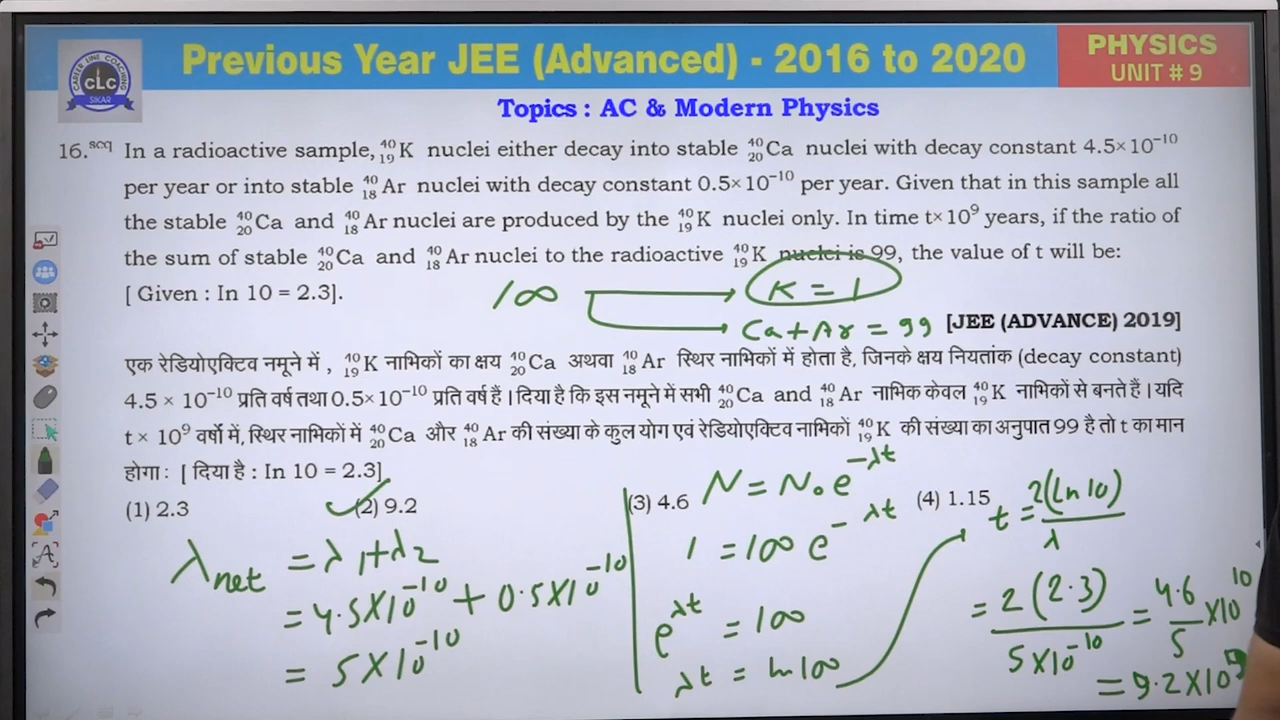 Previous Year JEE (Advanced) - 2016 to 2020
PHYSICS
UNIT # 9
CAREER LINE COACHING
CLC
SIKAR
Topics : AC & Modern Physics
16.scq In a radioactive sample, ⁴⁰₁₉K nuclei either decay into stable ⁴⁰₂₀Ca nuclei with decay constant 4.5×10⁻¹⁰
per year or into stable ⁴⁰₁₈Ar nuclei with decay constant 0.5×10⁻¹⁰ per year. Given that in this sample all
the stable ⁴⁰₂₀Ca and ⁴⁰₁₈Ar nuclei are produced by the ⁴⁰₁₉K nuclei only. In time t×10⁹ years, if the ratio of
the sum of stable ⁴⁰₂₀Ca and ⁴⁰₁₈Ar nuclei to the radioactive ⁴⁰₁₉K nuclei is 99, the value of t will be:
[ Given : In 10 = 2.3].
100
K = 1
Ca+Ar = 99
[JEE (ADVANCE) 2019]
एक रेडियोएक्टिव नमूने में , ⁴⁰₁₉K नाभिकों का क्षय ⁴⁰₂₀Ca अथवा ⁴⁰₁₈Ar स्थिर नाभिकों में होता है, जिनके क्षय नियतांक (decay constant)
4.5 × 10⁻¹⁰ प्रति वर्ष तथा 0.5×10⁻¹⁰ प्रति वर्ष हैं । दिया है कि इस नमूने में सभी ⁴⁰₂₀Ca and ⁴⁰₁₈Ar नाभिक केवल ⁴⁰₁₉K नाभिकों से बनते हैं । यदि
t × 10⁹ वर्षो में, स्थिर नाभिकों में ⁴⁰₂₀Ca और ⁴⁰₁₈Ar की संख्या के कुल योग एवं रेडियोएक्टिव नाभिकों ⁴⁰₁₉K की संख्या का अनुपात 99 है तो t का मान
होगा: [ दिया है : In 10 = 2.3]
(1) 2.3
(2) 9.2
(3) 4.6
(4) 1.15
λnet = λ1+λ2
= 4.5×10⁻¹⁰ + 0.5×10⁻¹⁰
= 5×10⁻¹⁰
N = N₀e^(-λt)
1 = 100 e^(-λt)
e^(λt) = 100
λt = ln100
t = 2(ln10)/λ
= 2(2.3)/(5×10⁻¹⁰) = 4.6/5 ×10¹⁰
= 9.2×10⁹